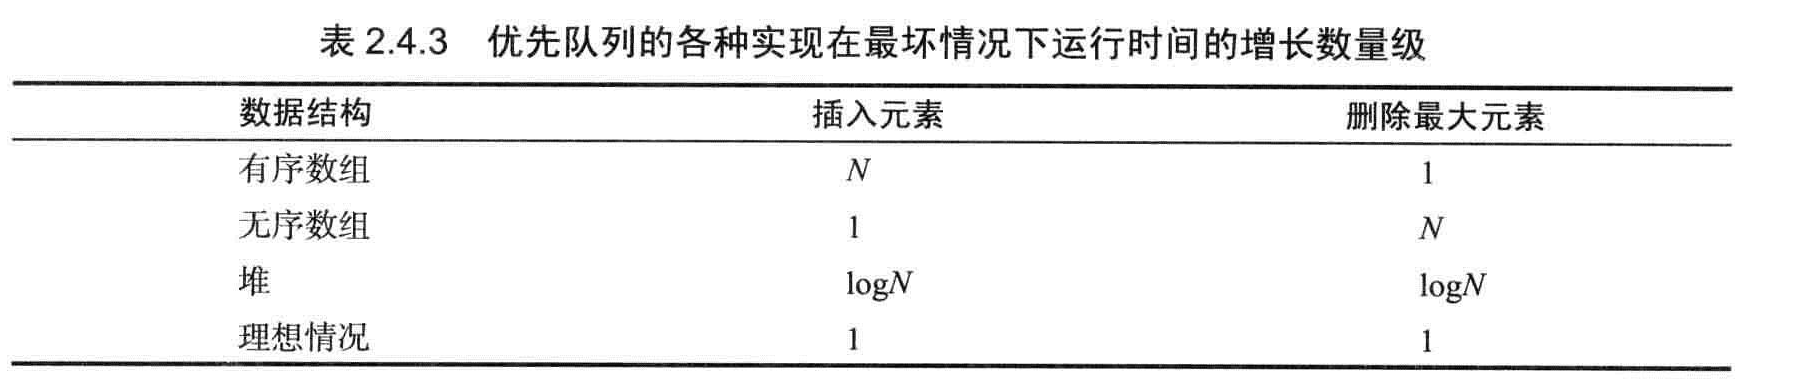 表 2.4.3 优先队列的各种实现在最坏情况下运行时间的增长数量级
数据结构 插入元素 删除最大元素
有序数组 N 1
无序数组 1 N
堆 logN logN
理想情况 1 1